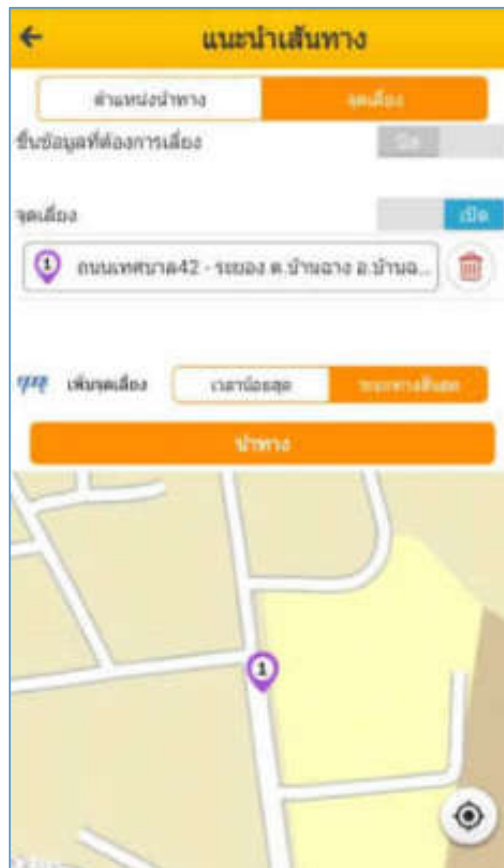 แนะนำเส้นทาง
ตำแหน่งนำทาง จุดเลี่ยง
ชั้นข้อมูลที่ต้องการเลี่ยง ปิด
จุดเลี่ยง เปิด
1 ถนนเทศบาล42 - ระยอง ต.บ้านฉาง อ.บ้านฉ...
เพิ่มจุดเลี่ยง เวลาน้อยสุด ระยะทางสั้นสุด
นำทาง
1